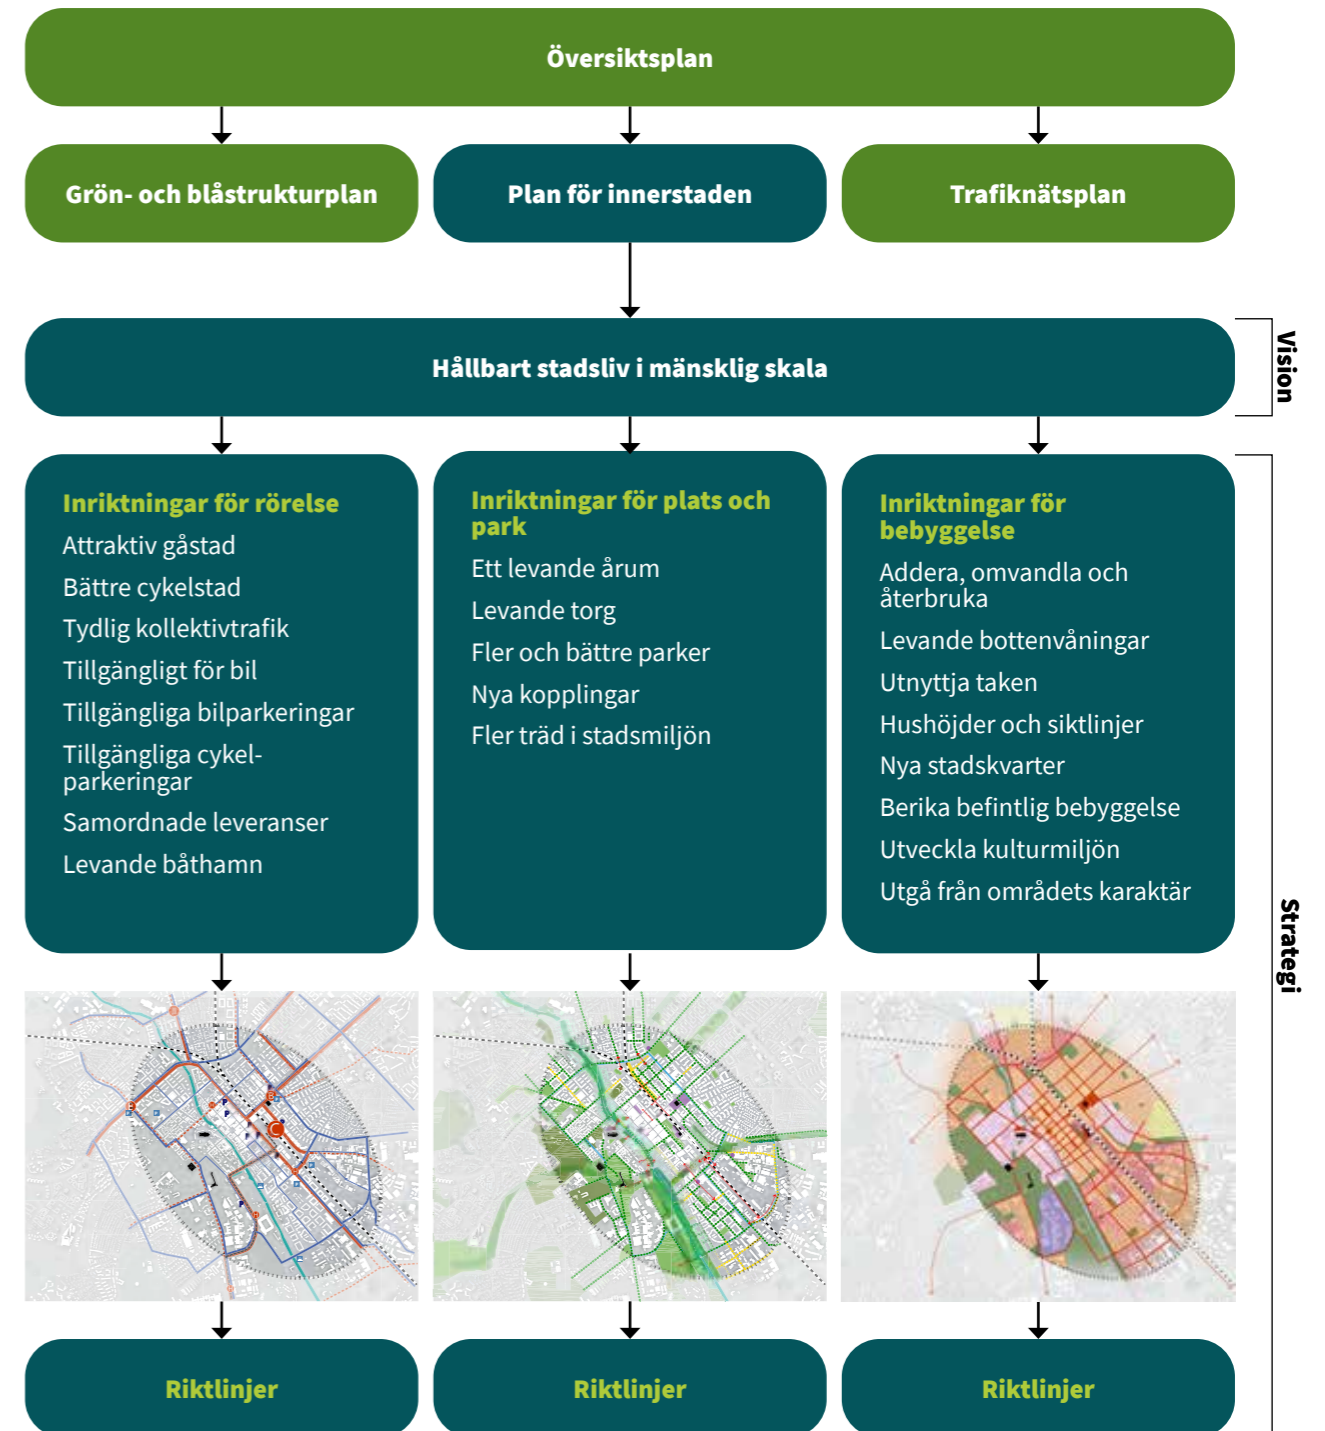 Översiktsplan
Grön- och blåstrukturplan
Plan för innerstaden
Trafiknätsplan
Hållbart stadsliv i mänsklig skala
Vision
Inriktningar för rörelse
Attraktiv gåstad
Bättre cykelstad
Tydlig kollektivtrafik
Tillgängligt för bil
Tillgängliga bilparkeringar
Tillgängliga cykel-
parkeringar
Samordnade leveranser
Levande båthamn
Inriktningar för plats och
park
Ett levande årum
Levande torg
Fler och bättre parker
Nya kopplingar
Fler träd i stadsmiljön
Inriktningar för
bebyggelse
Addera, omvandla och
återbruka
Levande bottenvåningar
Utnyttja taken
Hushöjder och siktlinjer
Nya stadskvarter
Berika befintlig bebyggelse
Utveckla kulturmiljön
Utgå från områdets karaktär
Strategi
Riktlinjer
Riktlinjer
Riktlinjer